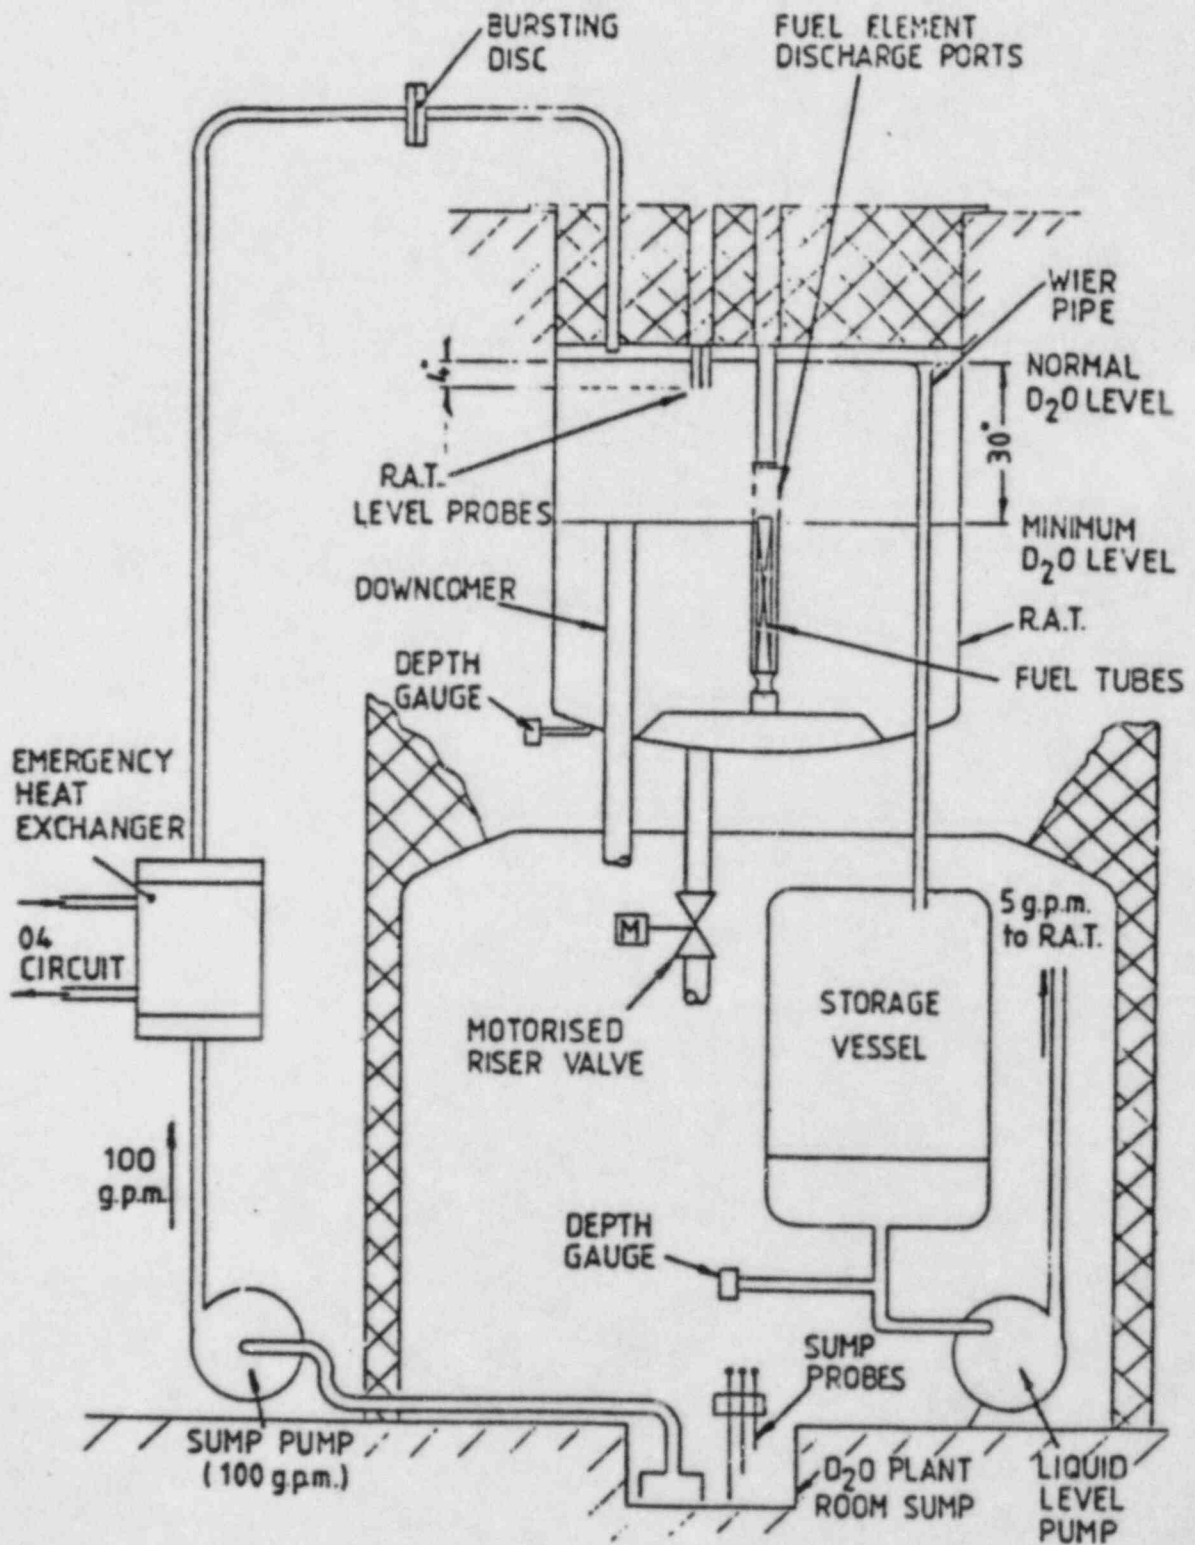 BURSTING
DISC
FUEL ELEMENT
DISCHARGE PORTS
WIER
PIPE
4"
NORMAL
D2O LEVEL
30"
R.A.T.
LEVEL PROBES
MINIMUM
D2O LEVEL
DOWNCOMER
R.A.T.
DEPTH
GAUGE
FUEL TUBES
EMERGENCY
HEAT
EXCHANGER
04
CIRCUIT
M
5 g.p.m.
to R.A.T.
STORAGE
VESSEL
MOTORISED
RISER VALVE
100
g.p.m.
DEPTH
GAUGE
SUMP
PROBES
SUMP PUMP
(100 g.p.m.)
D2O PLANT
ROOM SUMP
LIQUID
LEVEL
PUMP